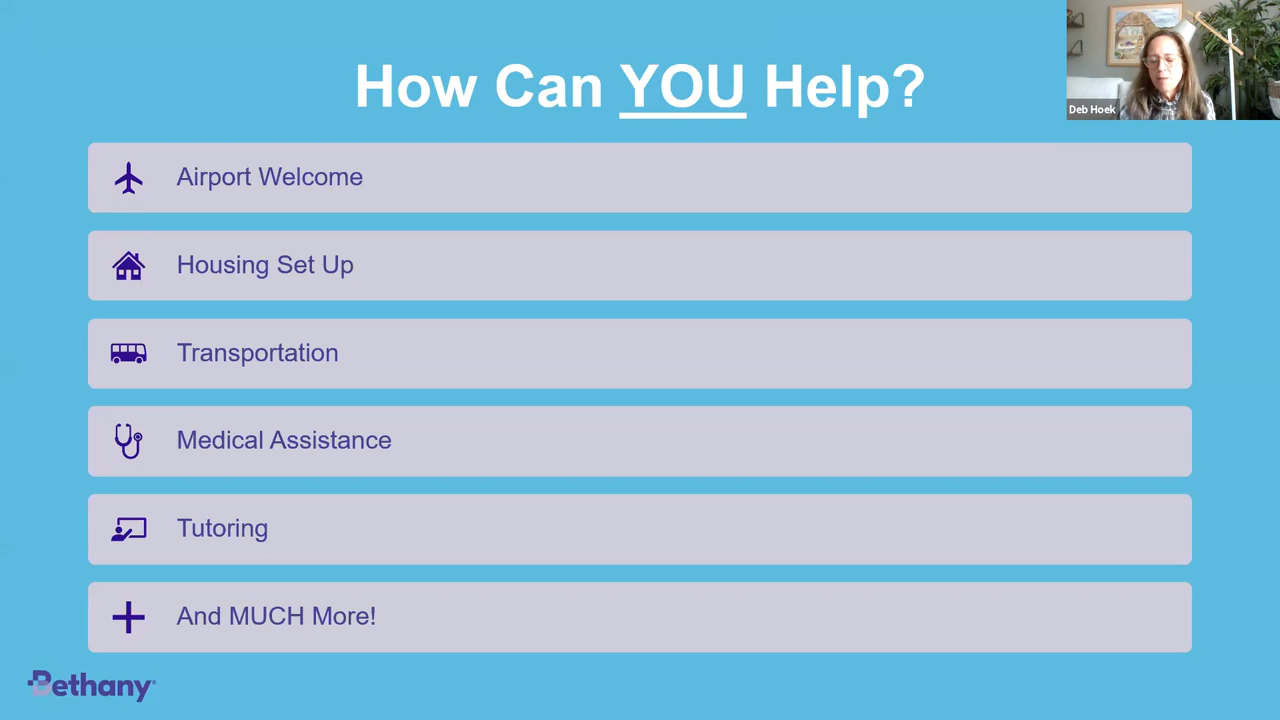 How Can YOU Help?
Deb Hoek
Airport Welcome
Housing Set Up
Transportation
Medical Assistance
Tutoring
And MUCH More!
Bethany